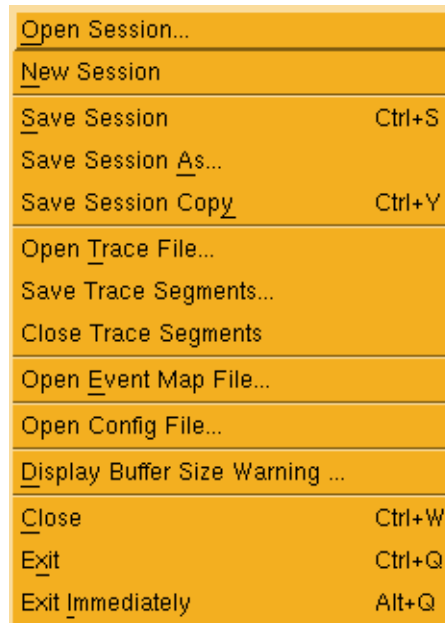 Open Session...
New Session
Save Session Ctrl+S
Save Session As...
Save Session Copy Ctrl+Y
Open Trace File...
Save Trace Segments...
Close Trace Segments
Open Event Map File...
Open Config File...
Display Buffer Size Warning ...
Close Ctrl+W
Exit Ctrl+Q
Exit Immediately Alt+Q